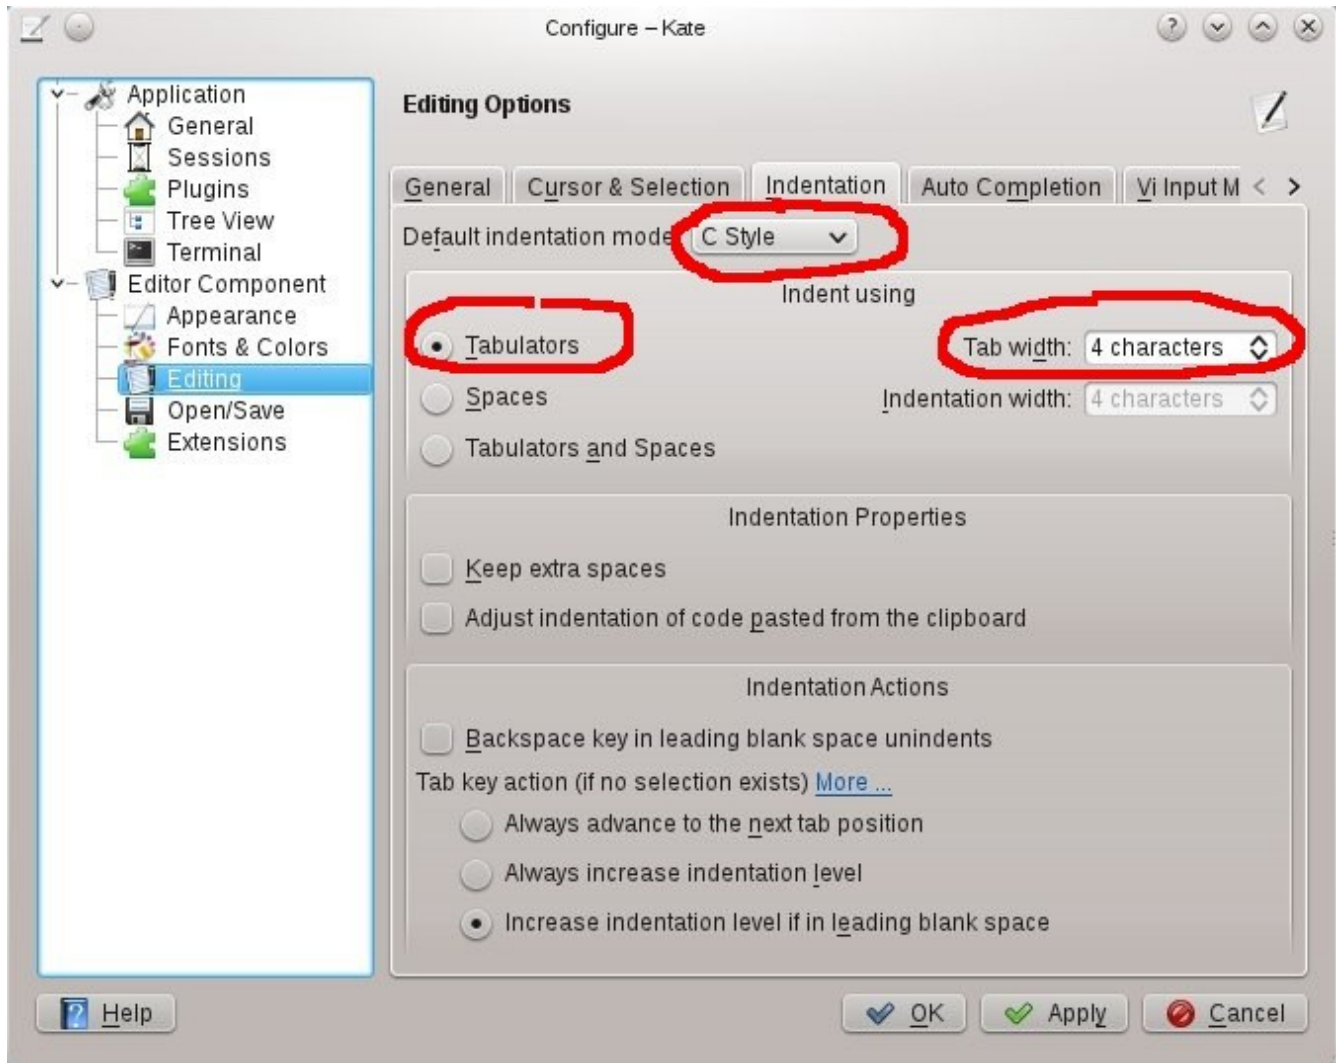 Configure – Kate
Application
General
Sessions
Plugins
Tree View
Terminal
Editor Component
Appearance
Fonts & Colors
Editing
Open/Save
Extensions
Editing Options
General Cursor & Selection Indentation Auto Completion Vi Input M
Default indentation mode C Style
Indent using
Tabulators Tab width: 4 characters
Spaces Indentation width: 4 characters
Tabulators and Spaces
Indentation Properties
Keep extra spaces
Adjust indentation of code pasted from the clipboard
Indentation Actions
Backspace key in leading blank space unindents
Tab key action (if no selection exists) More ...
Always advance to the next tab position
Always increase indentation level
Increase indentation level if in leading blank space
Help OK Apply Cancel